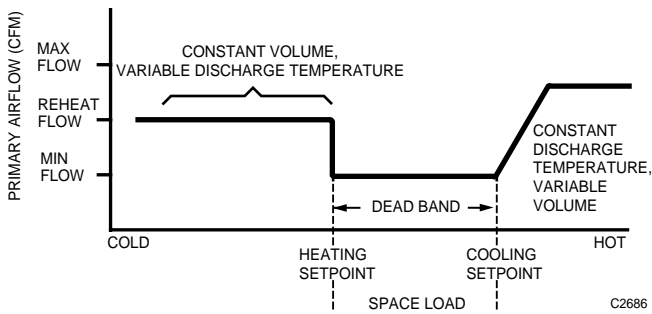 PRIMARY AIRFLOW (CFM)
MAX
FLOW
REHEAT
FLOW
MIN
FLOW
CONSTANT VOLUME,
VARIABLE DISCHARGE TEMPERATURE
CONSTANT
DISCHARGE
TEMPERATURE,
VARIABLE
VOLUME
DEAD BAND
COLD
HOT
HEATING
SETPOINT
COOLING
SETPOINT
SPACE LOAD
C2686